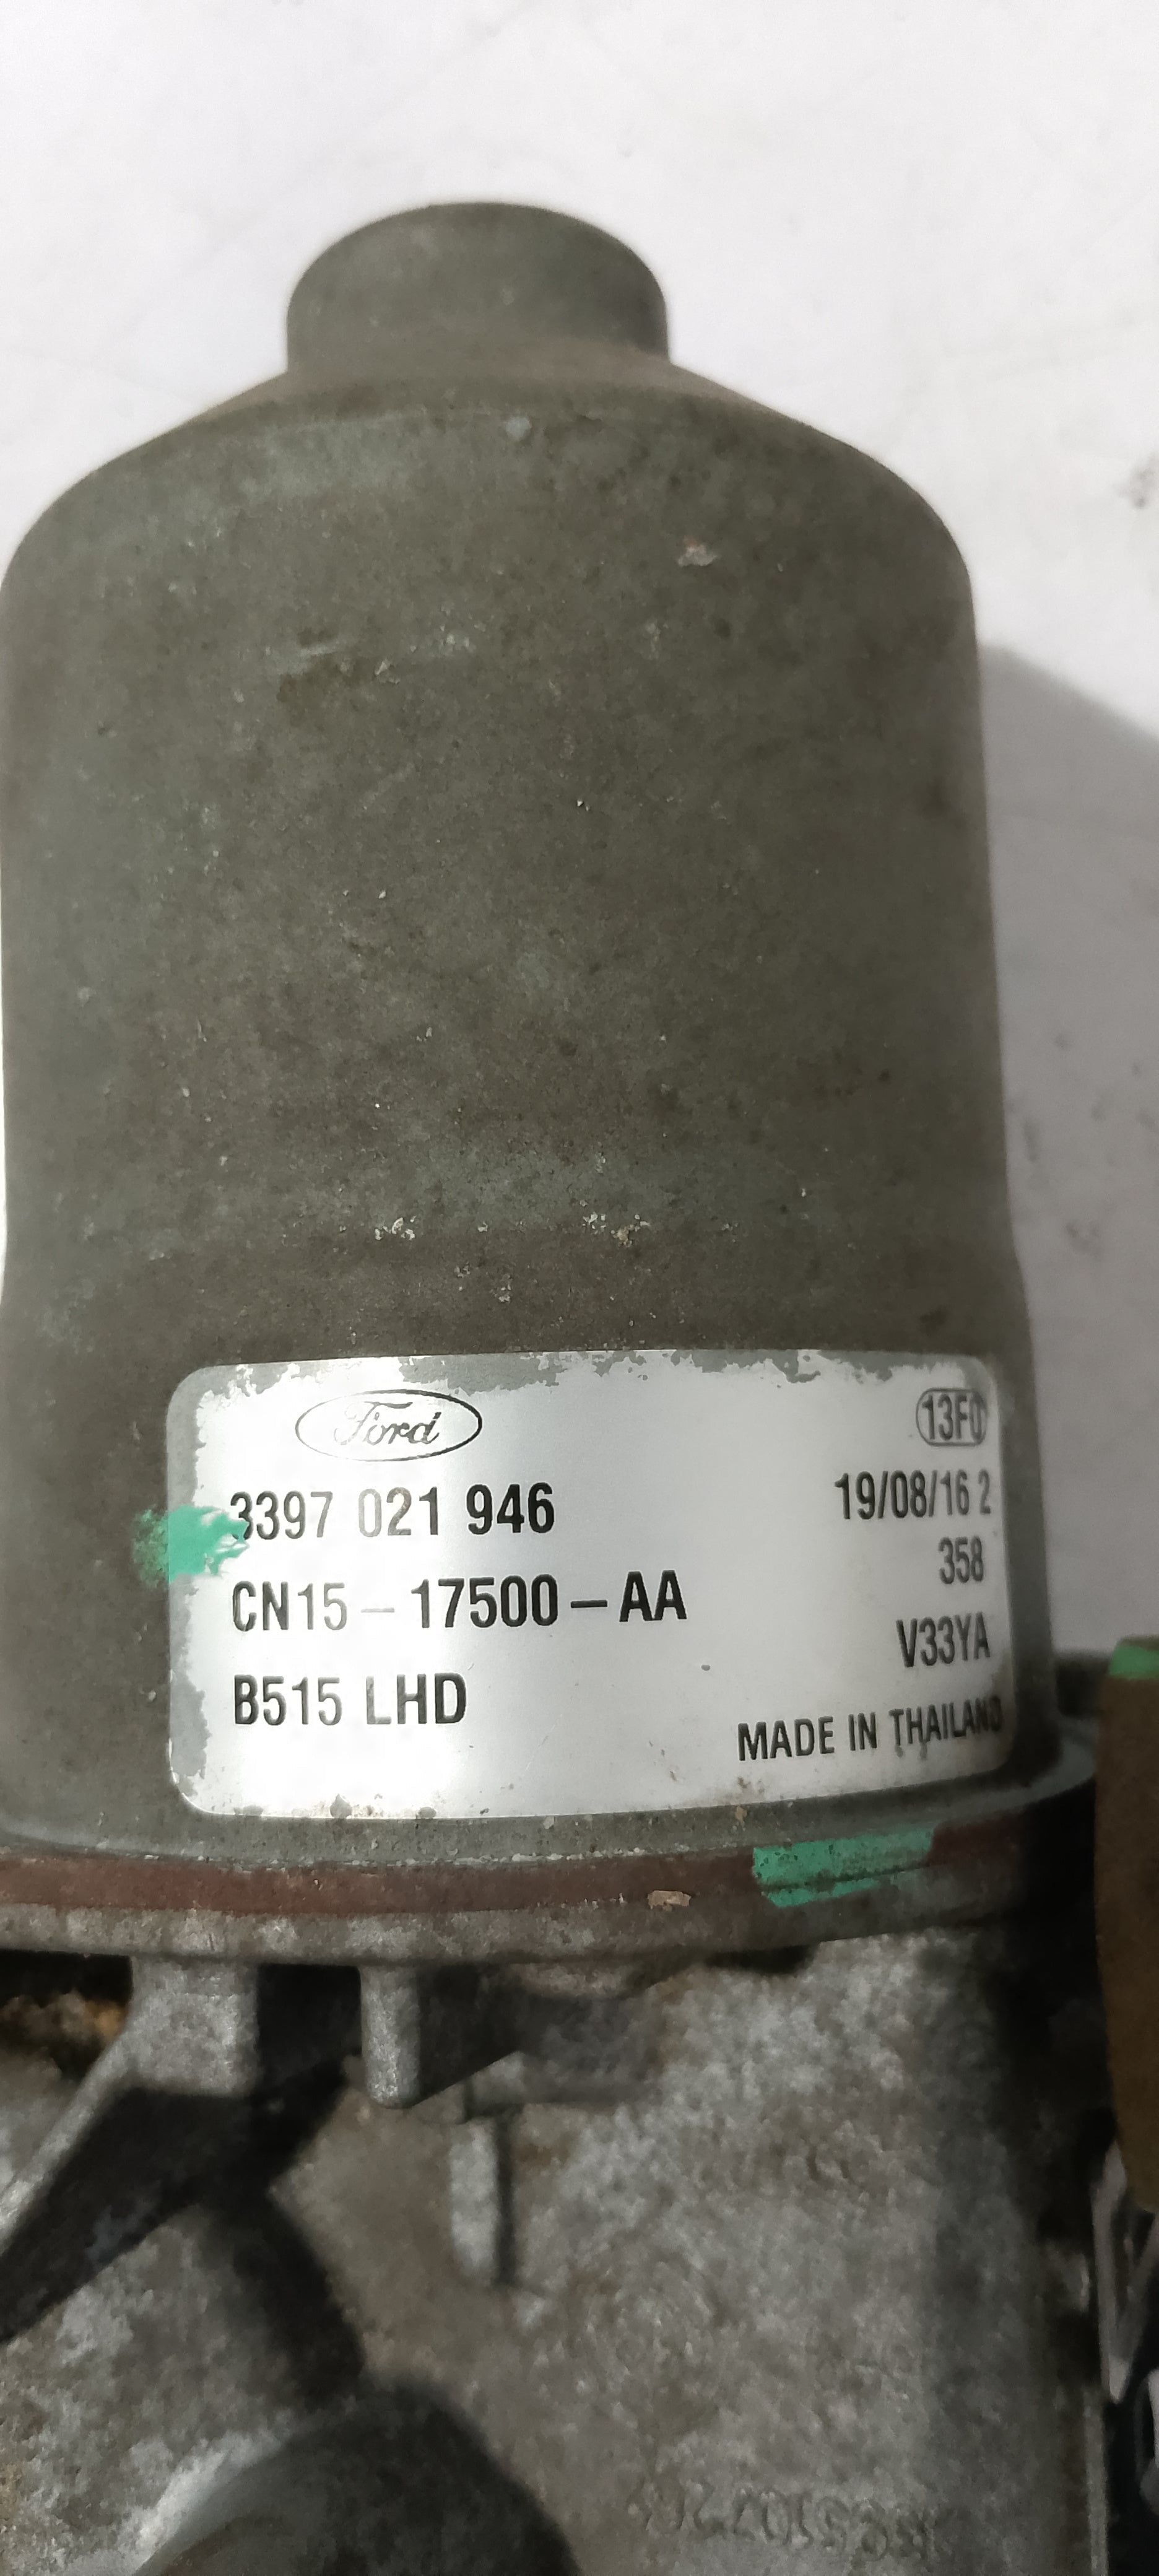 Ford
13F0
3397 021 946
19/08/16 2
358
CN15-17500-AA
V33YA
B515 LHD
MADE IN THAILAND